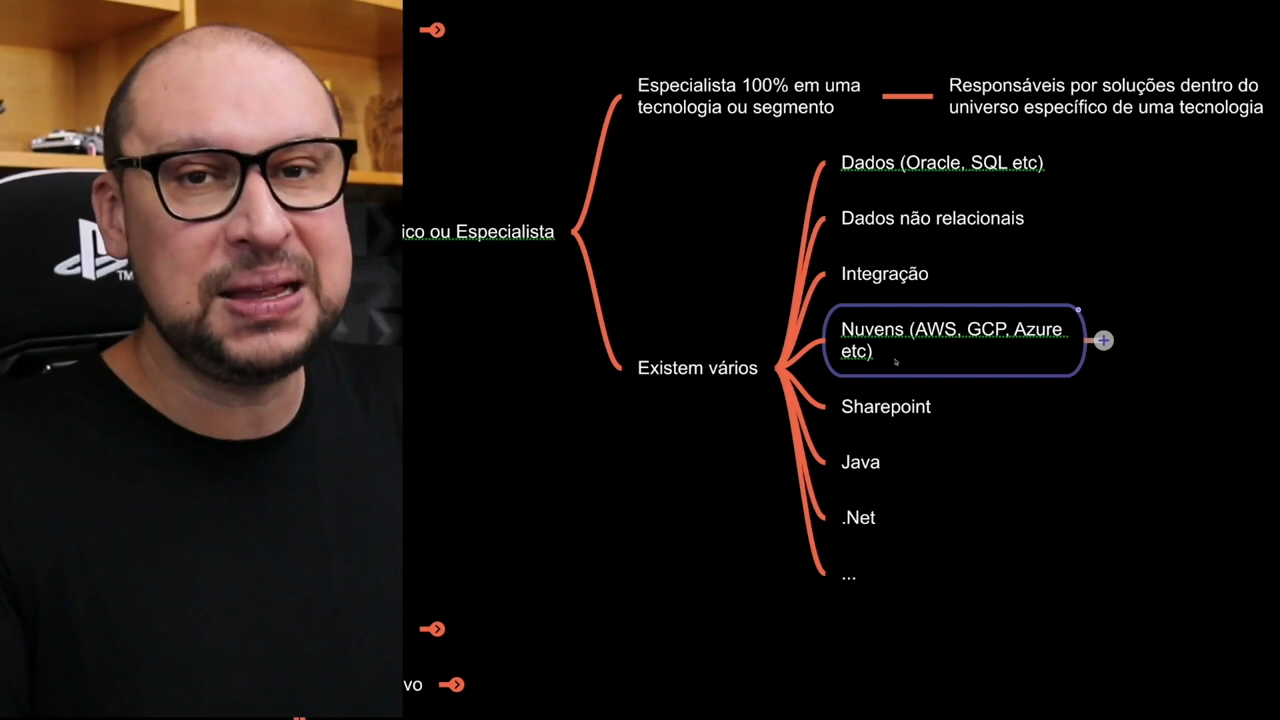 Especialista 100% em uma
tecnologia ou segmento
Responsáveis por soluções dentro do
universo específico de uma tecnologia
Dados (Oracle, SQL etc)
Dados não relacionais
ico ou Especialista
Integração
Nuvens (AWS, GCP, Azure
etc)
Existem vários
Sharepoint
Java
.Net
...
vo
TM